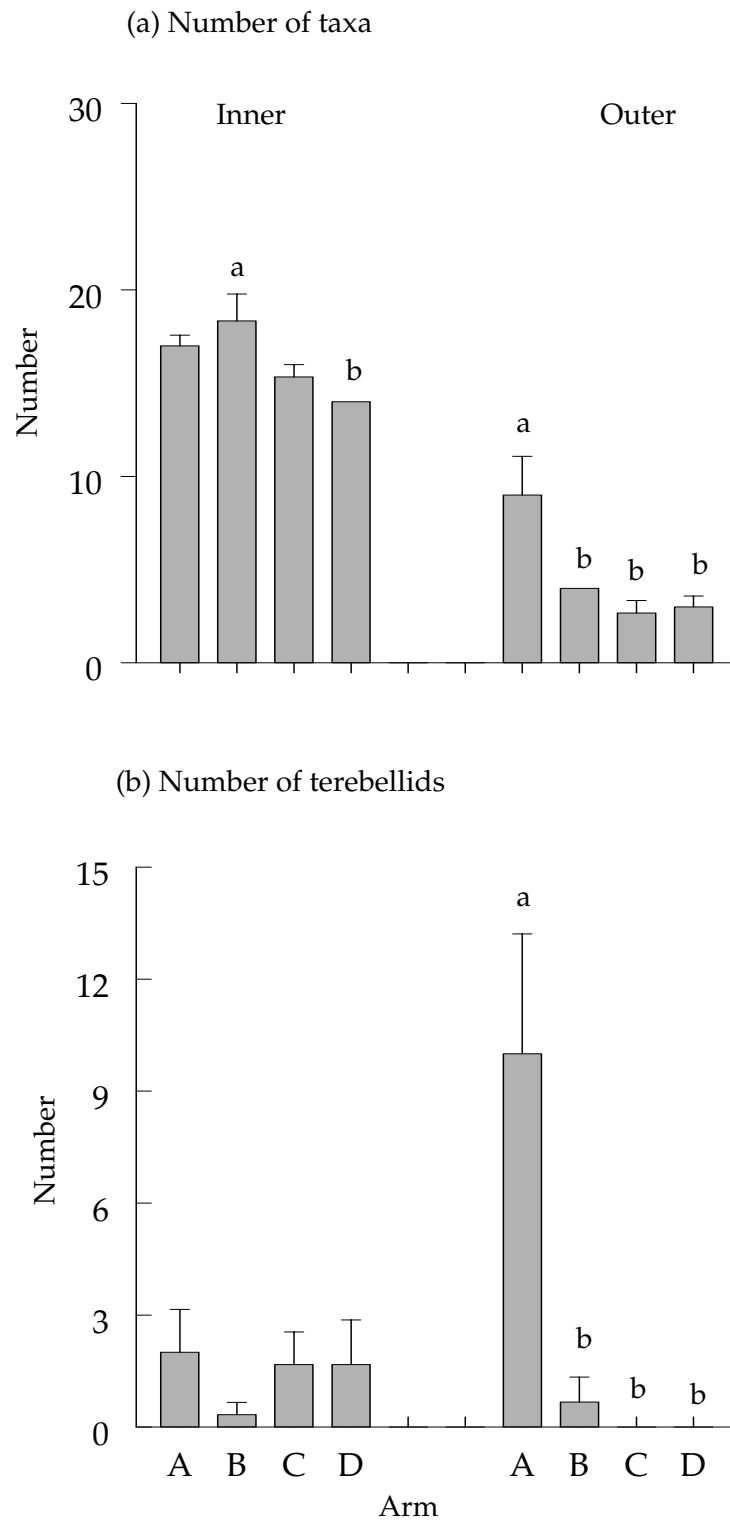 (a) Number of taxa
Inner Outer
30
20
10
0
Number
a
b
a
b
b
b
(b) Number of terebellids
15
12
9
6
3
0
Number
a
b
b
b
A B C D A B C D
Arm